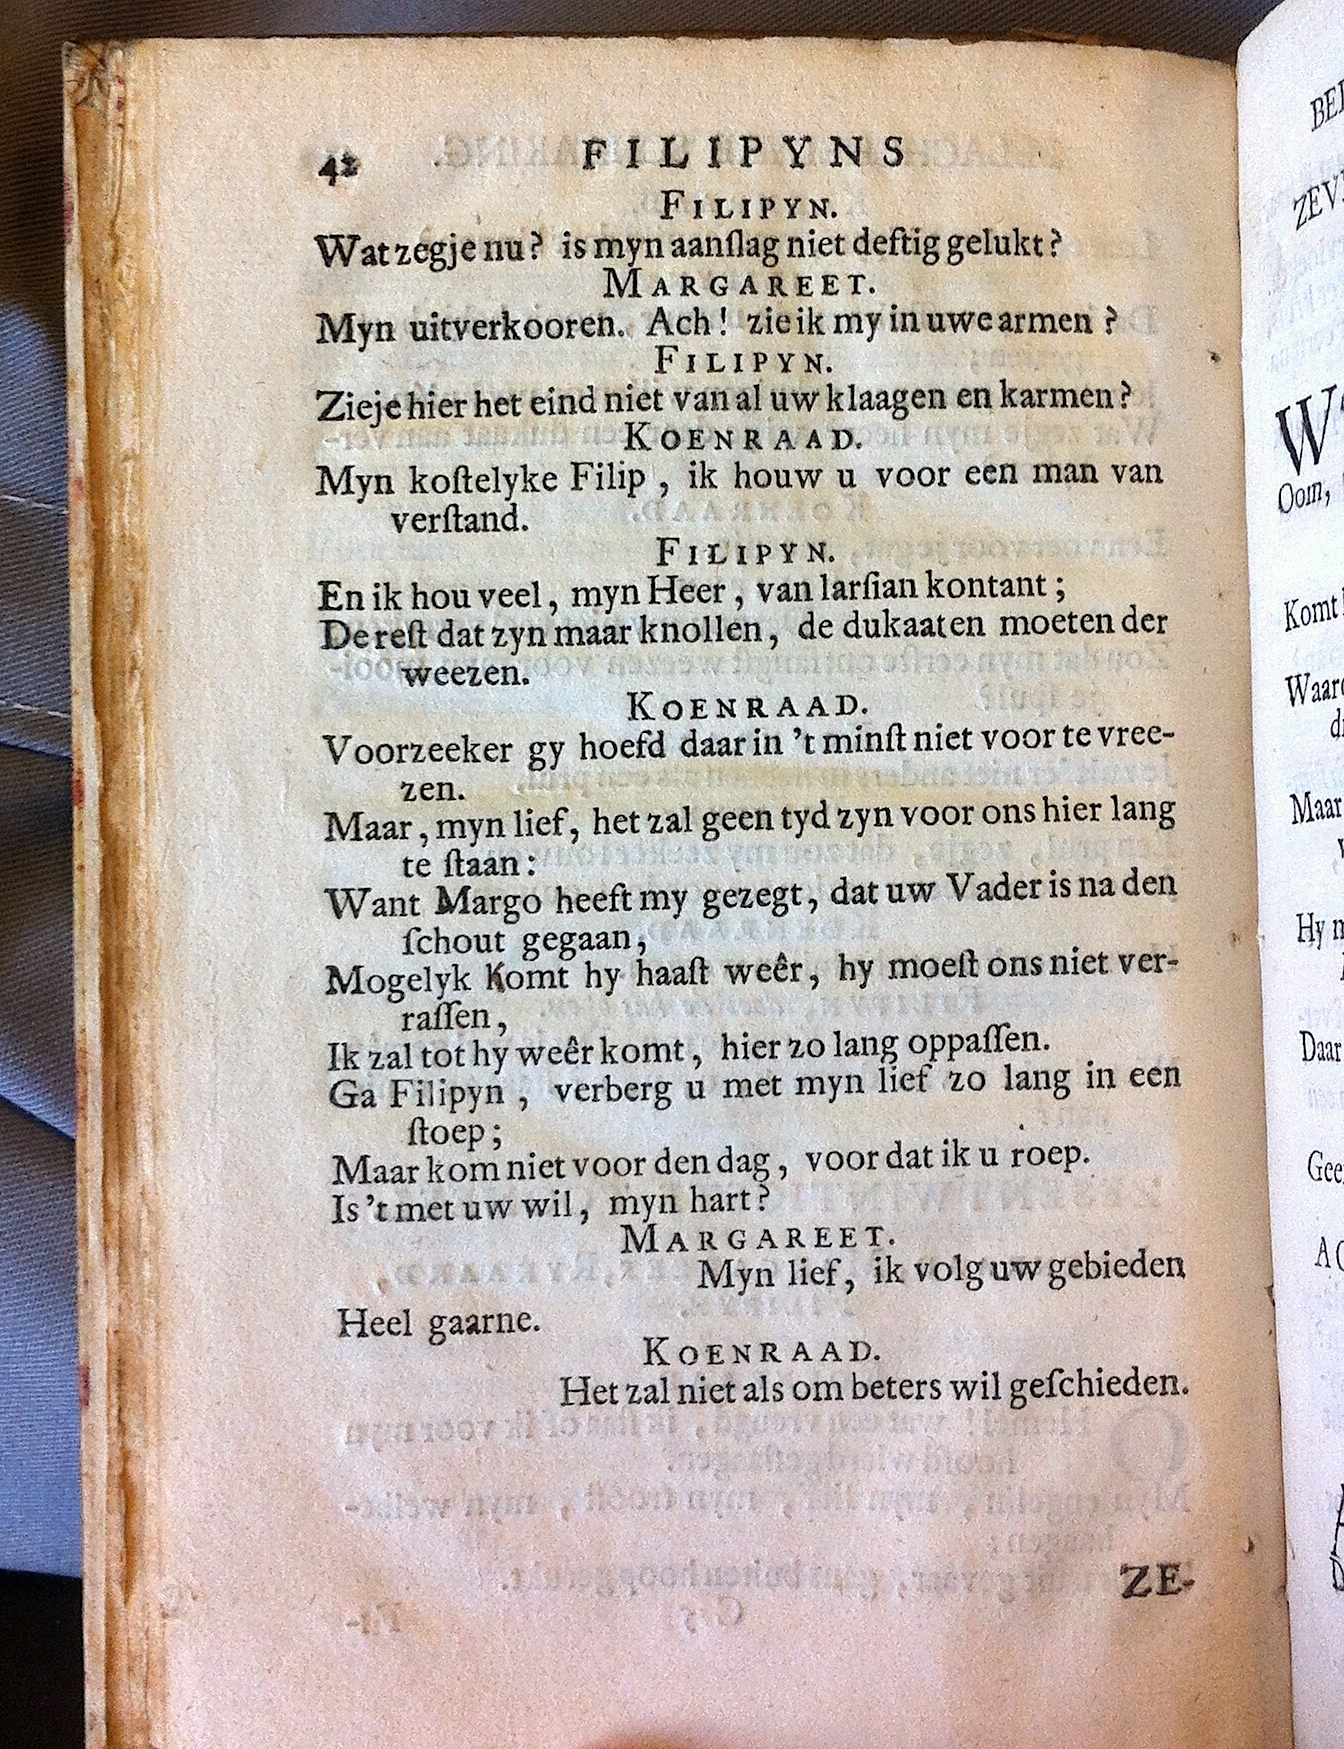 42 FILIPYNS
FILIPYN.
Wat zegje nu? is myn aanſlag niet deftig gelukt?
MARGAREET.
Myn uitverkooren. Ach! zie ik my in uwe armen?
FILIPYN.
Zieje hier het eind niet van al uw klaagen en karmen?
KOENRAAD.
Myn koſtelyke Filip, ik houw u voor een man van
verſtand.
FILIPYN.
En ik hou veel, myn Heer, van larſian kontant;
De reſt dat zyn maar knollen, de dukaaten moeten der
weezen.
KOENRAAD.
Voorzeeker gy hoefd daar in 't minſt niet voor te vree-
zen.
Maar, myn lief, het zal geen tyd zyn voor ons hier lang
te ſtaan:
Want Margo heeft my gezegt, dat uw Vader is na den
ſchout gegaan,
Mogelyk komt hy haaſt weêr, hy moeſt ons niet ver-
raſſen,
Ik zal tot hy weêr komt, hier zo lang oppaſſen.
Ga Filipyn, verberg u met myn lief zo lang in een
ſtoep;
Maar kom niet voor den dag, voor dat ik u roep.
Is 't met uw wil, myn hart?
MARGAREET.
Myn lief, ik volg uw gebieden
Heel gaarne.
KOENRAAD.
Het zal niet als om beters wil geſchieden.
ZE-
Oom,
Maar
Daar